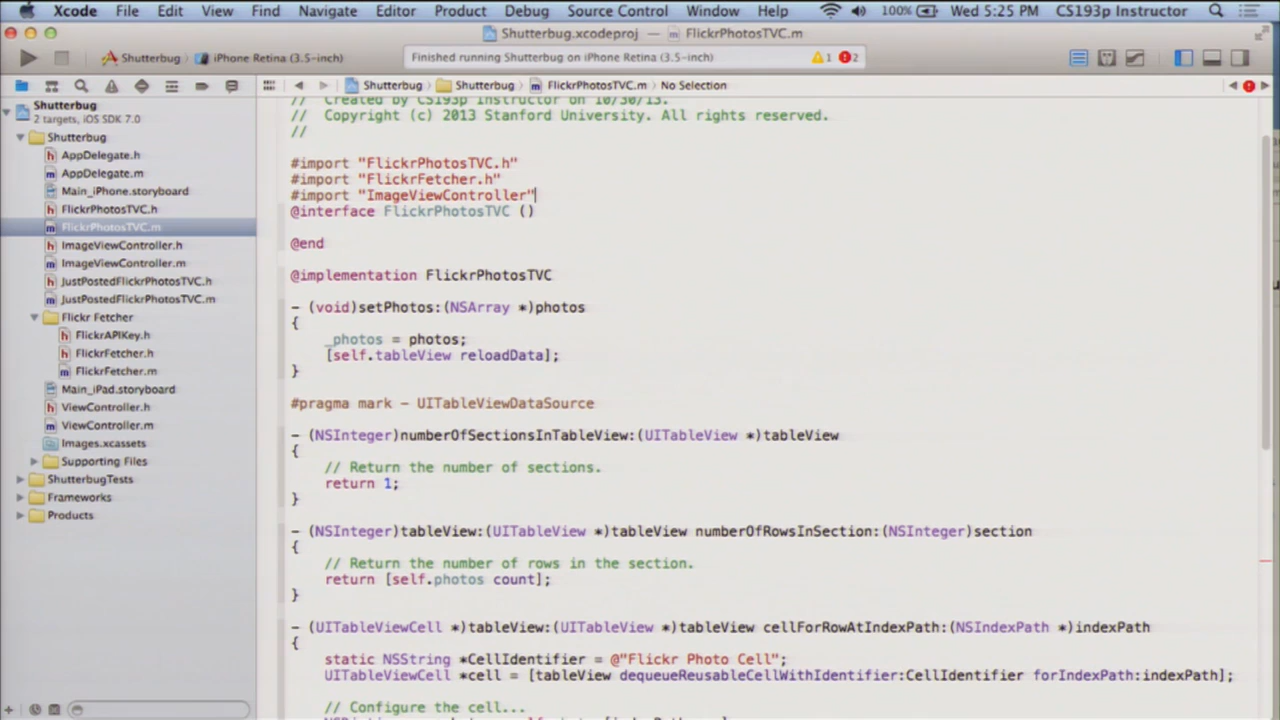 Xcode File Edit View Find Navigate Editor Product Debug Source Control Window Help 100% Wed 5:25 PM CS193p Instructor
Shutterbug.xcodeproj — FlickrPhotosTVC.m
Shutterbug iPhone Retina (3.5-inch) Finished running Shutterbug on iPhone Retina (3.5-inch) 1 2
Shutterbug Shutterbug FlickrPhotosTVC.m No Selection
Shutterbug
2 targets, iOS SDK 7.0
Shutterbug
AppDelegate.h
AppDelegate.m
Main_iPhone.storyboard
FlickrPhotosTVC.h
FlickrPhotosTVC.m
ImageViewController.h
ImageViewController.m
JustPostedFlickrPhotosTVC.h
JustPostedFlickrPhotosTVC.m
Flickr Fetcher
FlickrAPIKey.h
FlickrFetcher.h
FlickrFetcher.m
Main_iPad.storyboard
ViewController.h
ViewController.m
Images.xcassets
Supporting Files
ShutterbugTests
Frameworks
Products
// Created by CS193p Instructor on 10/30/13.
// Copyright (c) 2013 Stanford University. All rights reserved.
//
#import "FlickrPhotosTVC.h"
#import "FlickrFetcher.h"
#import "ImageViewController"
@interface FlickrPhotosTVC ()
@end
@implementation FlickrPhotosTVC
- (void)setPhotos:(NSArray *)photos
{
_photos = photos;
[self.tableView reloadData];
}
#pragma mark - UITableViewDataSource
- (NSInteger)numberOfSectionsInTableView:(UITableView *)tableView
{
// Return the number of sections.
return 1;
}
- (NSInteger)tableView:(UITableView *)tableView numberOfRowsInSection:(NSInteger)section
{
// Return the number of rows in the section.
return [self.photos count];
}
- (UITableViewCell *)tableView:(UITableView *)tableView cellForRowAtIndexPath:(NSIndexPath *)indexPath
{
static NSString *CellIdentifier = @"Flickr Photo Cell";
UITableViewCell *cell = [tableView dequeueReusableCellWithIdentifier:CellIdentifier forIndexPath:indexPath];
// Configure the cell...